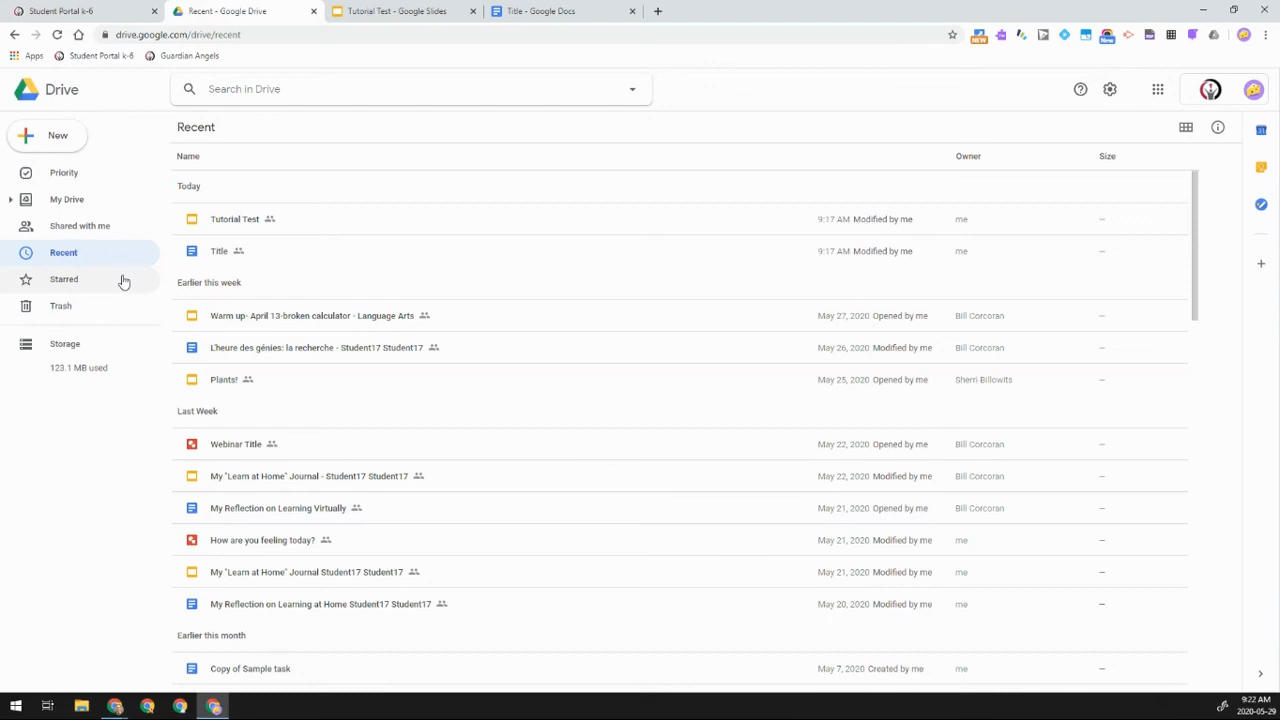 Student Portal k-6
Recent - Google Drive
Tutorial Test - Google Slides
Title - Google Docs
drive.google.com/drive/recent
NEW
New
Apps
Student Portal k-6
Guardian Angels
Drive
Search in Drive
New
Recent
Priority
My Drive
Shared with me
Recent
Starred
Trash
Storage
123.1 MB used
Name Owner Size
Today
Tutorial Test 9:17 AM Modified by me me –
Title 9:17 AM Modified by me me –
Earlier this week
Warm up- April 13-broken calculator - Language Arts May 27, 2020 Opened by me Bill Corcoran –
L'heure des génies: la recherche - Student17 Student17 May 26, 2020 Modified by me Bill Corcoran –
Plants! May 25, 2020 Opened by me Sherri Billowits –
Last Week
Webinar Title May 22, 2020 Opened by me Bill Corcoran –
My "Learn at Home" Journal - Student17 Student17 May 22, 2020 Modified by me Bill Corcoran –
My Reflection on Learning Virtually May 21, 2020 Opened by me Bill Corcoran –
How are you feeling today? May 21, 2020 Modified by me me –
My "Learn at Home" Journal Student17 Student17 May 21, 2020 Modified by me me –
My Reflection on Learning at Home Student17 Student17 May 20, 2020 Modified by me me –
Earlier this month
Copy of Sample task May 7, 2020 Created by me me –
9:22 AM
2020-05-29